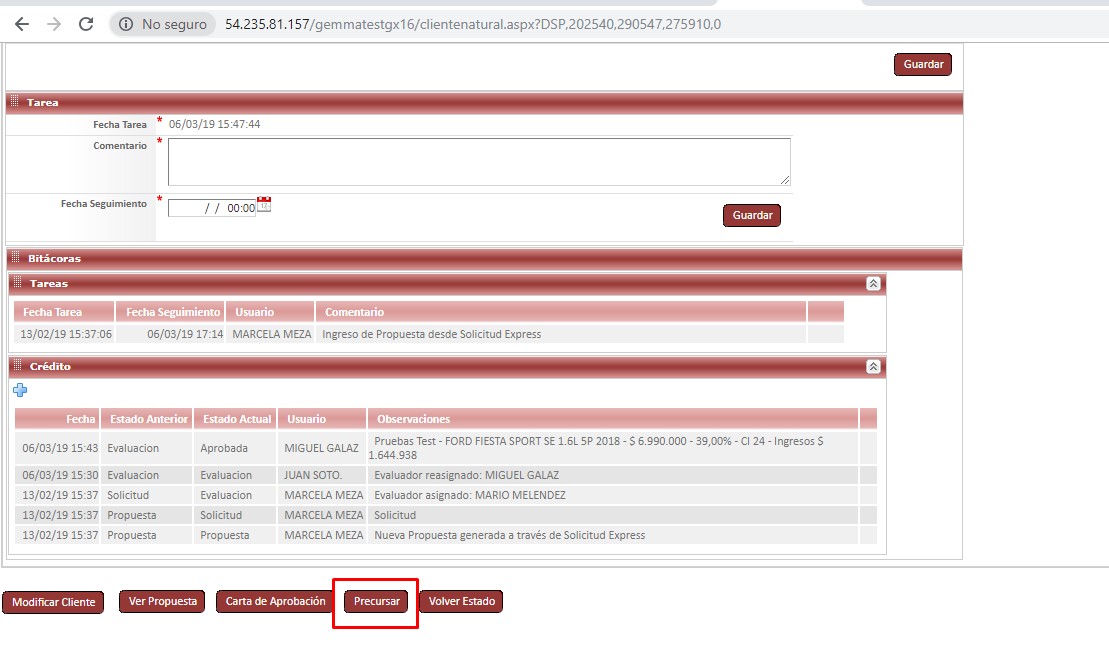 No seguro
54.235.81.157/gemmatestgx16/clientenatural.aspx?DSP,202540,290547,275910,0
Guardar
Tarea
Fecha Tarea * 06/03/19 15:47:44
Comentario *
Fecha Seguimiento * / / 00:00
Guardar
Bitácoras
Tareas
Fecha Tarea Fecha Seguimiento Usuario Comentario
13/02/19 15:37:06 06/03/19 17:14 MARCELA MEZA Ingreso de Propuesta desde Solicitud Express
Crédito
Fecha Estado Anterior Estado Actual Usuario Observaciones
06/03/19 15:43 Evaluacion Aprobada MIGUEL GALAZ Pruebas Test - FORD FIESTA SPORT SE 1.6L 5P 2018 - $ 6.990.000 - 39,00% - CI 24 - Ingresos $
1.644.938
06/03/19 15:30 Evaluacion Evaluacion JUAN SOTO. Evaluador reasignado: MIGUEL GALAZ
13/02/19 15:37 Solicitud Evaluacion MARCELA MEZA Evaluador asignado: MARIO MELENDEZ
13/02/19 15:37 Propuesta Solicitud MARCELA MEZA Solicitud
13/02/19 15:37 Propuesta Propuesta MARCELA MEZA Nueva Propuesta generada a través de Solicitud Express
Modificar Cliente Ver Propuesta Carta de Aprobación Precursar Volver Estado